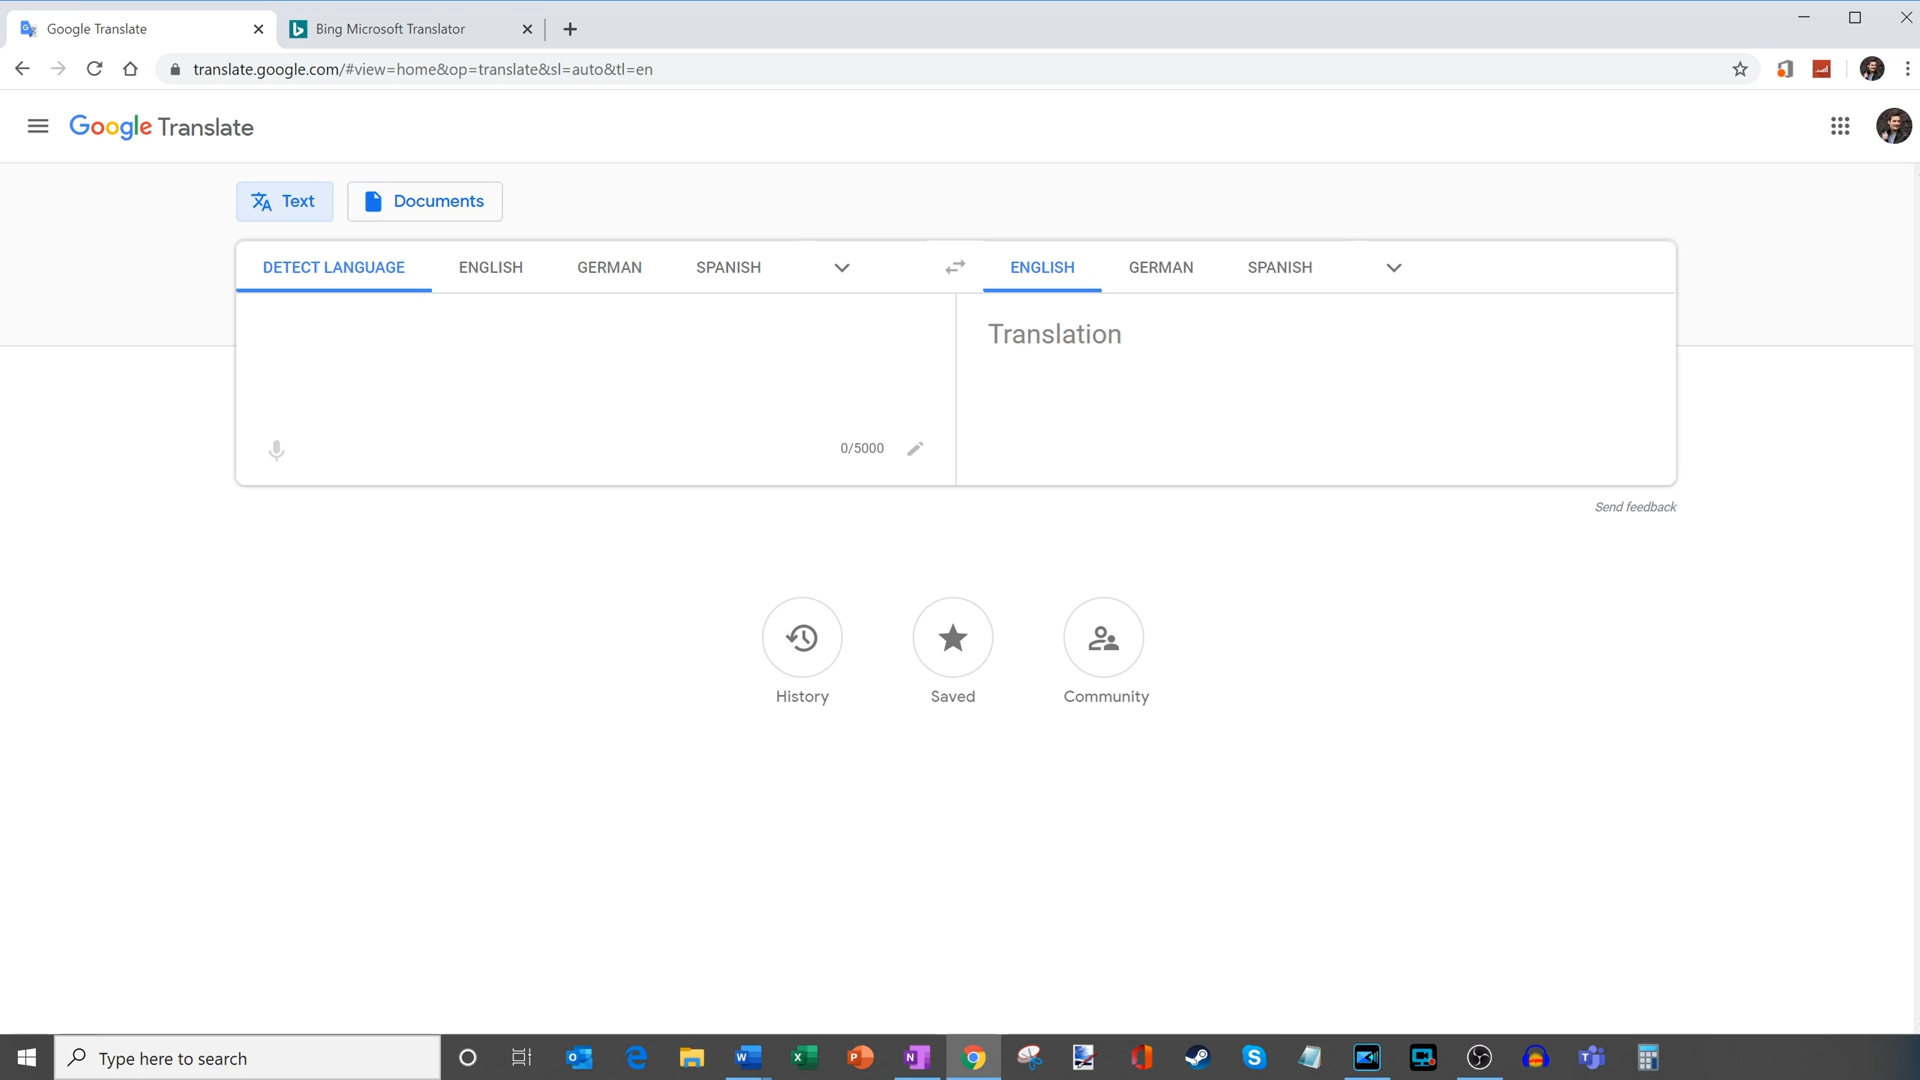 Google Translate
Bing Microsoft Translator
translate.google.com/#view=home&op=translate&sl=auto&tl=en
Google Translate
Text
Documents
DETECT LANGUAGE
ENGLISH
GERMAN
SPANISH
ENGLISH
GERMAN
SPANISH
Translation
0/5000
Send feedback
History
Saved
Community
Type here to search